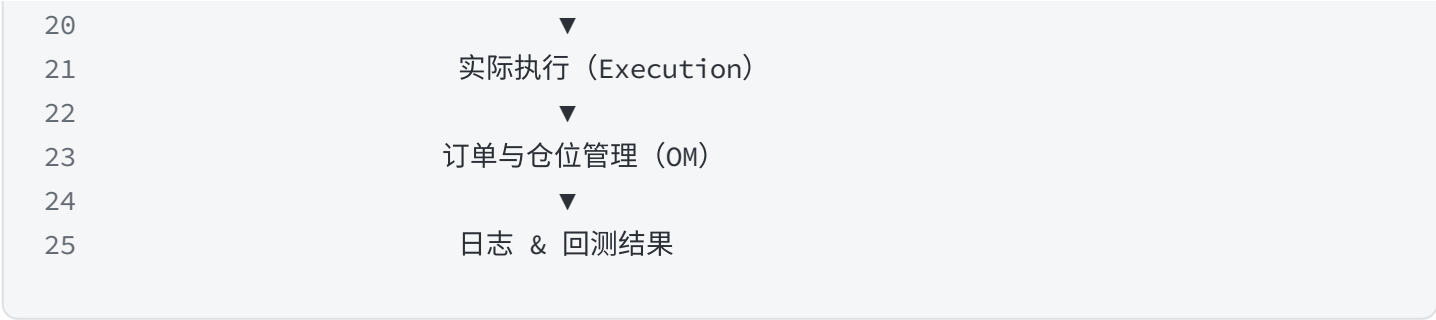 20 ▼
21 实际执行（Execution）
22 ▼
23 订单与仓位管理（OM）
24 ▼
25 日志 & 回测结果